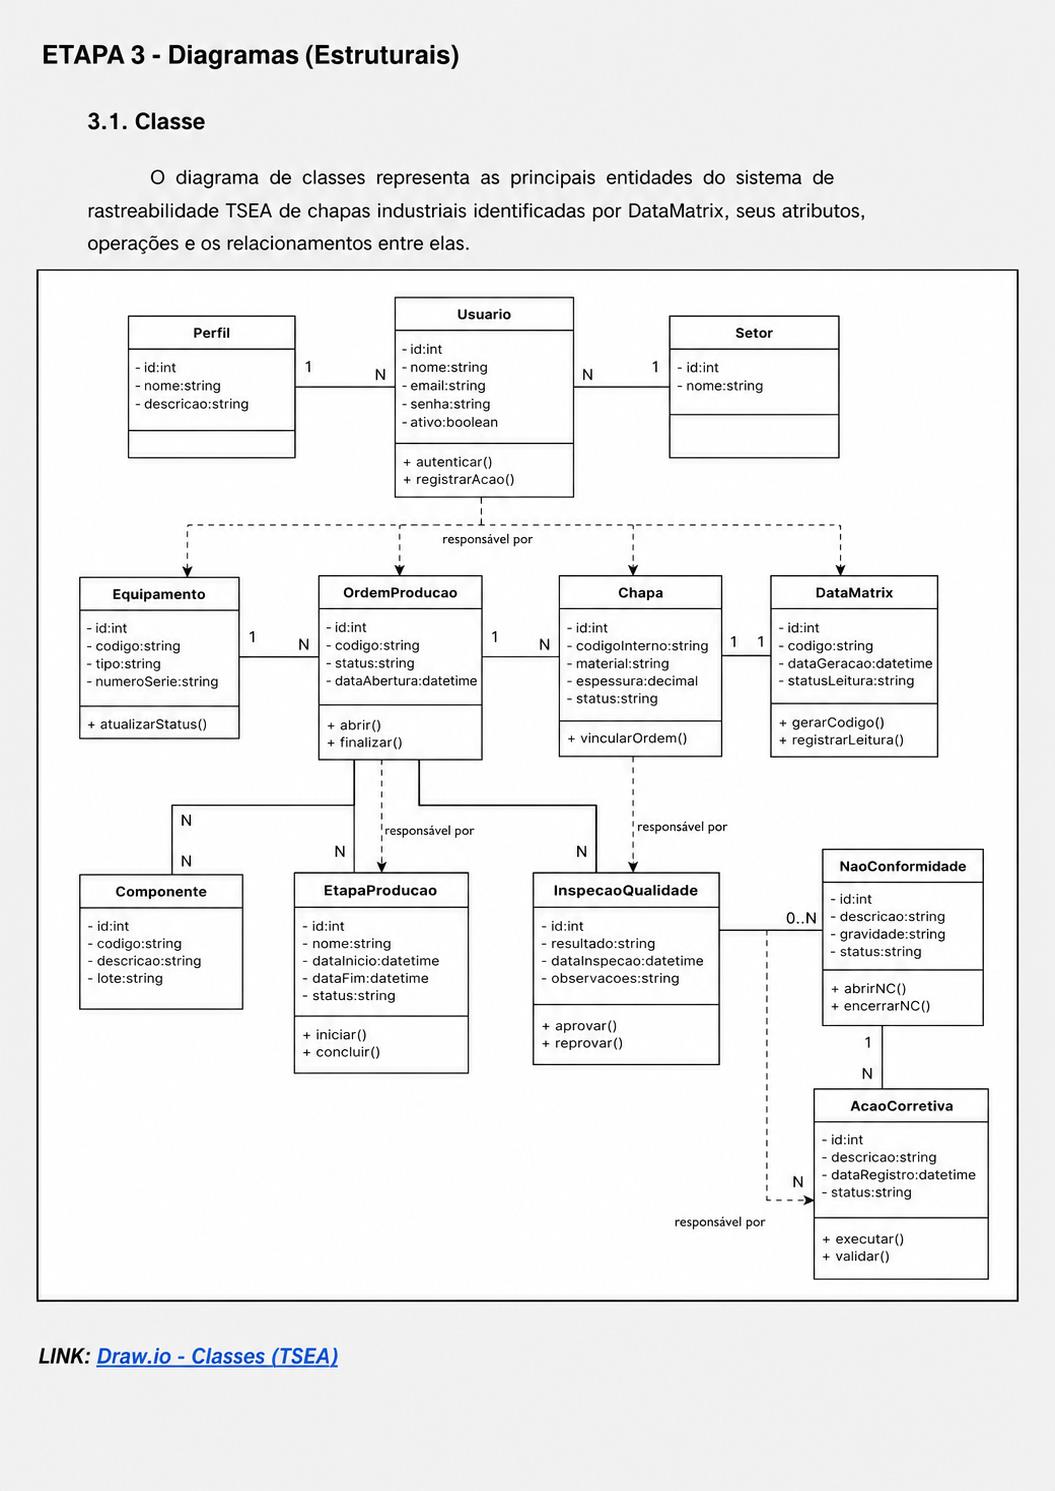 ETAPA 3 - Diagramas (Estruturais)
3.1. Classe
O diagrama de classes representa as principais entidades do sistema de
rastreabilidade TSEA de chapas industriais identificadas por DataMatrix, seus atributos,
operações e os relacionamentos entre elas.
Perfil
- id:int
- nome:string
- descricao:string
1
N
Usuario
- id:int
- nome:string
- email:string
- senha:string
- ativo:boolean
+ autenticar()
+ registrarAcao()
N
1
Setor
- id:int
- nome:string
responsável por
Equipamento
- id:int
- codigo:string
- tipo:string
- numeroSerie:string
+ atualizarStatus()
1
N
OrdemProducao
- id:int
- codigo:string
- status:string
- dataAbertura:datetime
+ abrir()
+ finalizar()
1
N
Chapa
- id:int
- codigoInterno:string
- material:string
- espessura:decimal
- status:string
+ vincularOrdem()
1
1
DataMatrix
- id:int
- codigo:string
- dataGeracao:datetime
- statusLeitura:string
+ gerarCodigo()
+ registrarLeitura()
N
N
N
responsável por
N
responsável por
Componente
- id:int
- codigo:string
- descricao:string
- lote:string
EtapaProducao
- id:int
- nome:string
- dataInicio:datetime
- dataFim:datetime
- status:string
+ iniciar()
+ concluir()
InspecaoQualidade
- id:int
- resultado:string
- dataInspecao:datetime
- observacoes:string
+ aprovar()
+ reprovar()
0..N
NaoConformidade
- id:int
- descricao:string
- gravidade:string
- status:string
+ abrirNC()
+ encerrarNC()
1
N
AcaoCorretiva
- id:int
- descricao:string
- dataRegistro:datetime
- status:string
+ executar()
+ validar()
N
responsável por
LINK: Draw.io - Classes (TSEA)